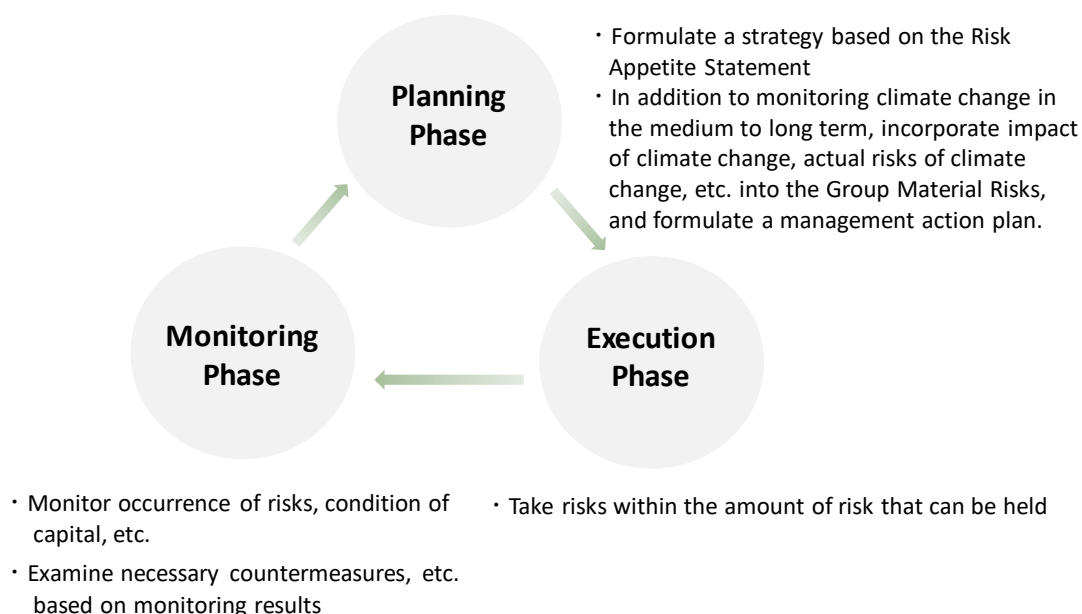 Planning
Phase
・Formulate a strategy based on the Risk
Appetite Statement
・In addition to monitoring climate change in
the medium to long term, incorporate impact
of climate change, actual risks of climate
change, etc. into the Group Material Risks,
and formulate a management action plan.
Monitoring
Phase
Execution
Phase
・Monitor occurrence of risks, condition of
capital, etc.
・Examine necessary countermeasures, etc.
based on monitoring results
・Take risks within the amount of risk that can be held